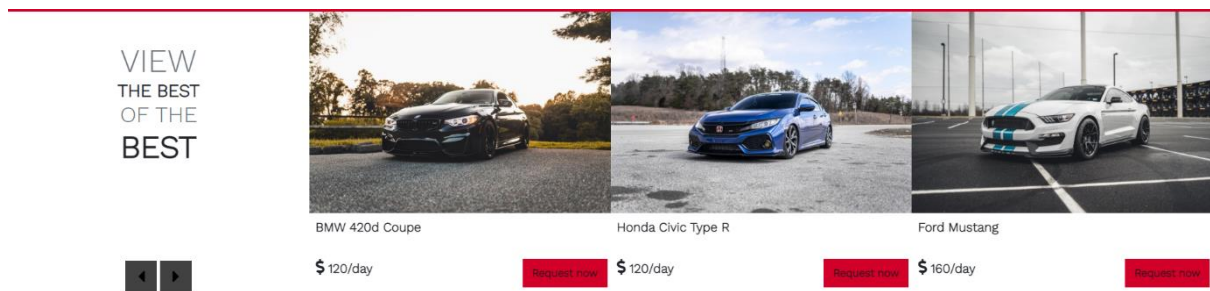 VIEW
THE BEST
OF THE
BEST
BMW 420d Coupe
$ 120/day
Request now
Honda Civic Type R
$ 120/day
Request now
Ford Mustang
$ 160/day
Request now